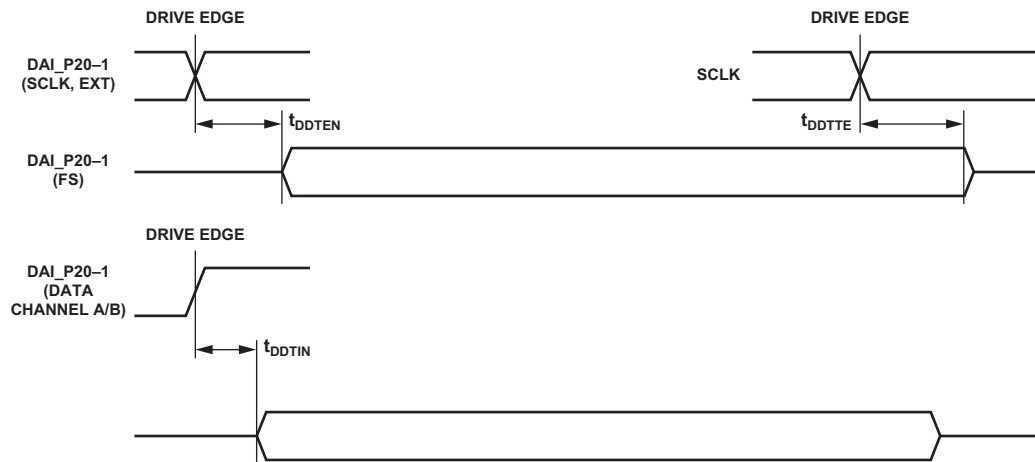 DRIVE EDGE
DRIVE EDGE
DAI_P20–1
(SCLK, EXT)
SCLK
tDDTEN
tDDTTE
DAI_P20–1
(FS)
DRIVE EDGE
DAI_P20–1
(DATA
CHANNEL A/B)
tDDTIN